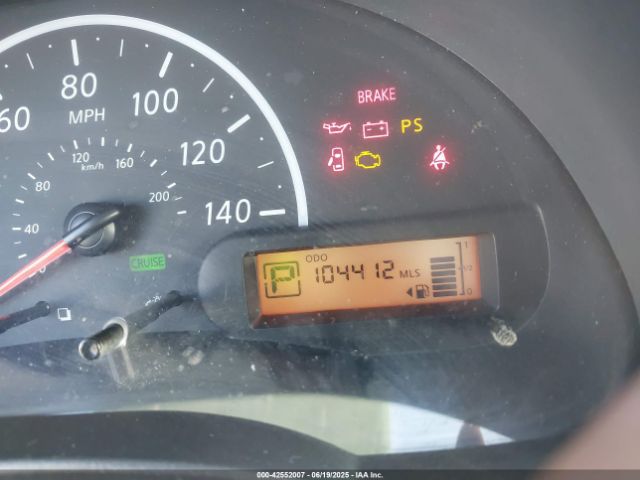 BRAKE
60 80 100 120 140
MPH
PS
40 80 120 160 200
km/h
CRUISE
ODO
P 104412 MLS
1
1/2
0
000-42552007 - 06/19/2025 - IAA Inc.